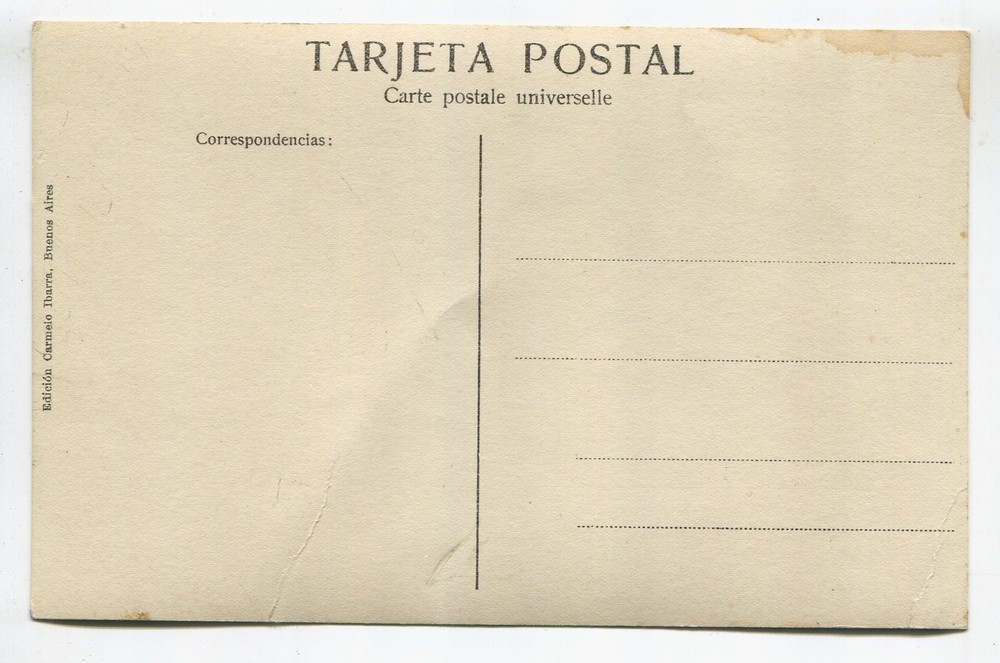 TARJETA POSTAL
Carte postale universelle
Correspondencias:
Edición Carmelo Ibarra, Buenos Aires